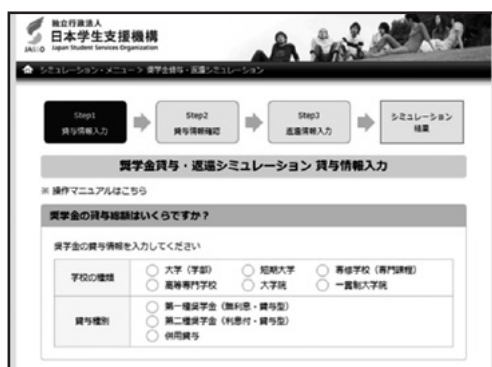 独立行政法人
日本学生支援機構
JASSO Japan Student Services Organization
シミュレーション・メニュー > 奨学金貸与・返還シミュレーション
Step1
貸与情報入力
Step2
貸与情報確認
Step3
返還情報入力
シミュレーション
結果
奨学金貸与・返還シミュレーション 貸与情報入力
※ 操作マニュアルはこちら
奨学金の貸与総額はいくらですか？
奨学金の貸与情報を入力してください
学校の種類
大学（学部） 短期大学 専修学校（専門課程）
高等専門学校 大学院 一貫制大学院
貸与種別
第一種奨学金（無利息・貸与型）
第二種奨学金（利息付・貸与型）
併用貸与